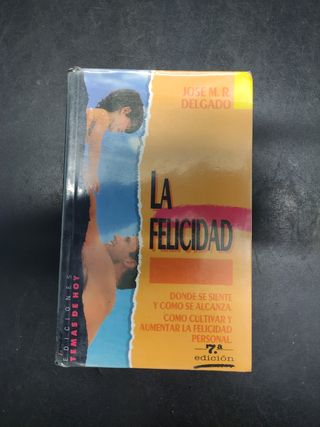 JOSE M. R.
DELGADO
LA
FELICIDAD
DONDE SE SIENTE
Y COMO SE ALCANZA.
COMO CULTIVAR Y
AUMENTAR LA FELICIDAD
PERSONAL.
7.ª
edición
EDICIONES
TEMAS DE HOY